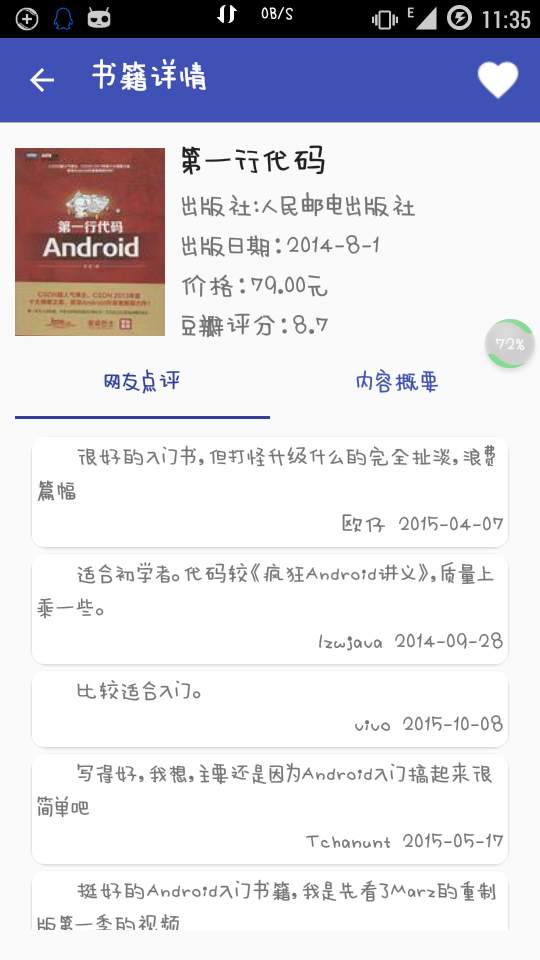 0B/S
E
11:35
书籍详情
第一行代码
Android
第一行代码
出版社:人民邮电出版社
出版日期:2014-8-1
价格:79.00元
豆瓣评分:8.7
72%
网友点评
内容概要
很好的入门书,但打怪升级什么的完全扯淡,浪费
篇幅
欧仔 2015-04-07
适合初学者。代码较《疯狂Android讲义》,质量上
乘一些。
lzwjava 2014-09-28
比较适合入门。
vivo 2015-10-08
写得好,我想,主要还是因为Android入门搞起来很
简单吧
Tchanunt 2015-05-17
挺好的Android入门书籍,我是先看了Marz的重制
版第一季的视频